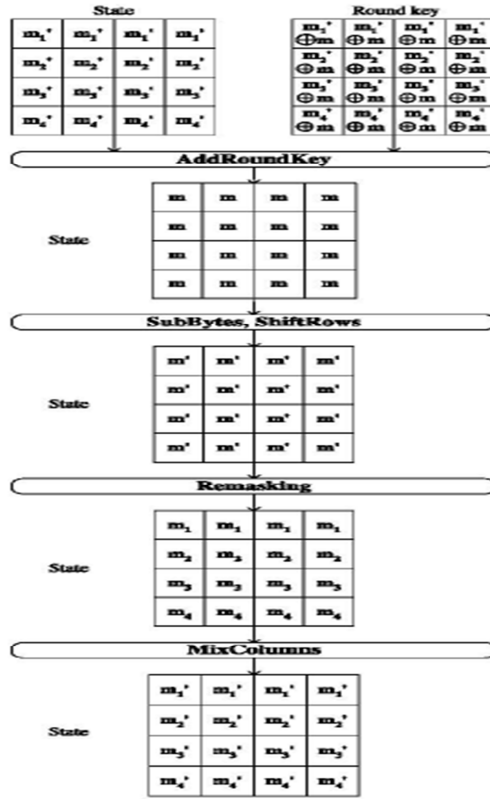 State Round key
m₁' m₁' m₁' m₁' m₁'⊕m m₁'⊕m m₁'⊕m m₁'⊕m
m₂' m₂' m₂' m₂' m₂'⊕m m₂'⊕m m₂'⊕m m₂'⊕m
m₃' m₃' m₃' m₃' m₃'⊕m m₃'⊕m m₃'⊕m m₃'⊕m
m₄' m₄' m₄' m₄' m₄'⊕m m₄'⊕m m₄'⊕m m₄'⊕m
AddRoundKey
State
m m m m
m m m m
m m m m
m m m m
SubBytes, ShiftRows
State
m' m' m' m'
m' m' m' m'
m' m' m' m'
m' m' m' m'
Remasking
State
m₁ m₁ m₁ m₁
m₂ m₂ m₂ m₂
m₃ m₃ m₃ m₃
m₄ m₄ m₄ m₄
MixColumns
State
m₁' m₁' m₁' m₁'
m₂' m₂' m₂' m₂'
m₃' m₃' m₃' m₃'
m₄' m₄' m₄' m₄'